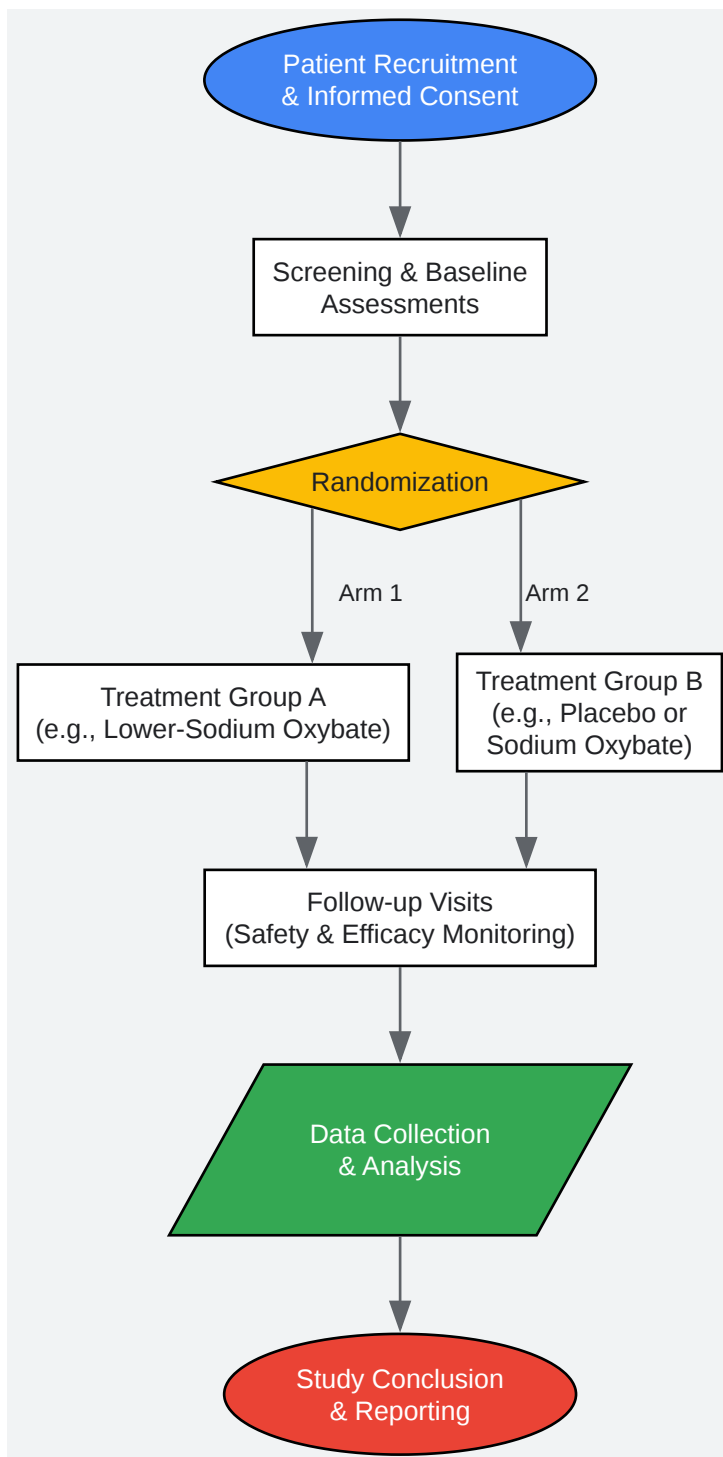 Patient Recruitment
& Informed Consent
Screening & Baseline
Assessments
Randomization
Arm 1
Arm 2
Treatment Group A
(e.g., Lower-Sodium Oxybate)
Treatment Group B
(e.g., Placebo or
Sodium Oxybate)
Follow-up Visits
(Safety & Efficacy Monitoring)
Data Collection
& Analysis
Study Conclusion
& Reporting